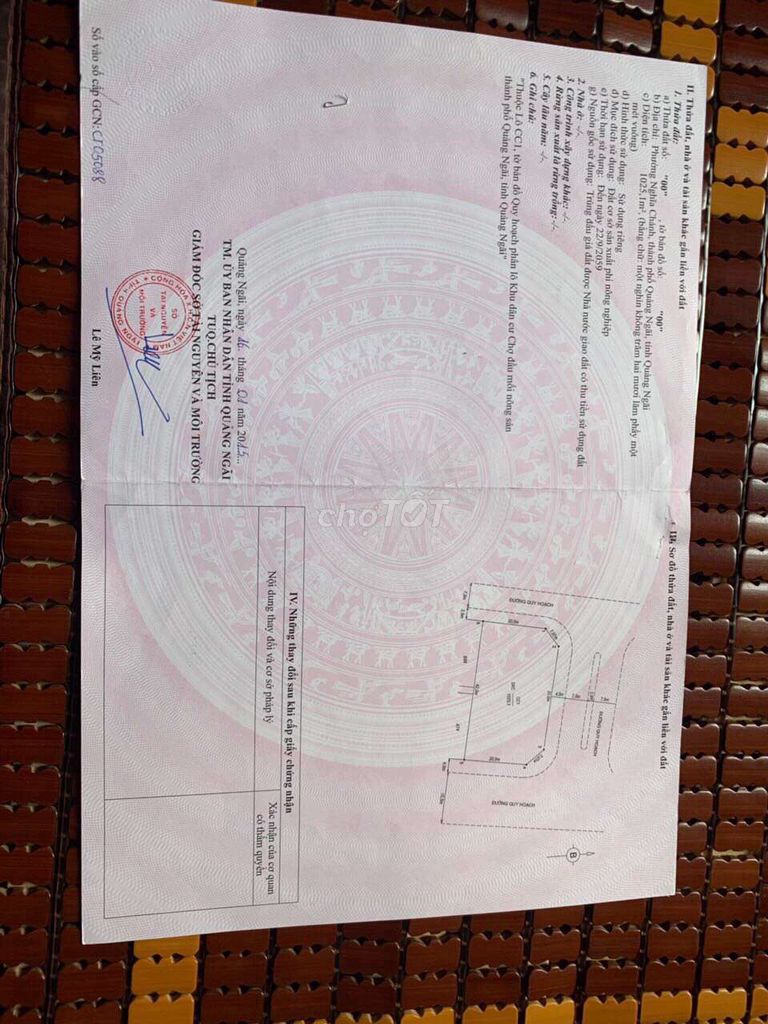 II. Thửa đất, nhà ở và tài sản khác gắn liền với đất
1. Thửa đất:
a) Thửa đất số: "00" , tờ bản đồ số: "00"
b) Địa chỉ: Phường Nghĩa Chánh, thành phố Quảng Ngãi, tỉnh Quảng Ngãi
c) Diện tích: 1025,1m², (bằng chữ: một nghìn không trăm hai mươi lăm phẩy một
mét vuông)
d) Hình thức sử dụng: Sử dụng riêng
đ) Mục đích sử dụng: Đất cơ sở sản xuất phi nông nghiệp
e) Thời hạn sử dụng: Đến ngày 22/9/2059
g) Nguồn gốc sử dụng: Trúng đấu giá đất được Nhà nước giao đất có thu tiền sử dụng đất
2. Nhà ở: -/-.
3. Công trình xây dựng khác: -/-.
4. Rừng sản xuất là rừng trồng: -/-.
5. Cây lâu năm: -/-.
6. Ghi chú:
"Thuộc Lô CC1, tờ bản đồ Quy hoạch phân lô Khu dân cư Chợ đầu mối nông sản
thành phố Quảng Ngãi, tỉnh Quảng Ngãi"
Quảng Ngãi, ngày 16 tháng 01 năm 2015...
TM. ỦY BAN NHÂN DÂN TỈNH QUẢNG NGÃI
TUQ.CHỦ TỊCH
GIÁM ĐỐC SỞ TÀI NGUYÊN VÀ MÔI TRƯỜNG
SỞ
TÀI NGUYÊN
VÀ
MÔI TRƯỜNG
Lê Mỹ Liên
Số vào sổ cấp GCN: CT05088
III. Sơ đồ thửa đất, nhà ở và tài sản khác gắn liền với đất
ĐƯỜNG QUY HOẠCH
ĐƯỜNG QUY HOẠCH
ĐƯỜNG QUY HOẠCH
B
IV. Những thay đổi sau khi cấp giấy chứng nhận
Nội dung thay đổi và cơ sở pháp lý
Xác nhận của cơ quan
có thẩm quyền
choTỐT